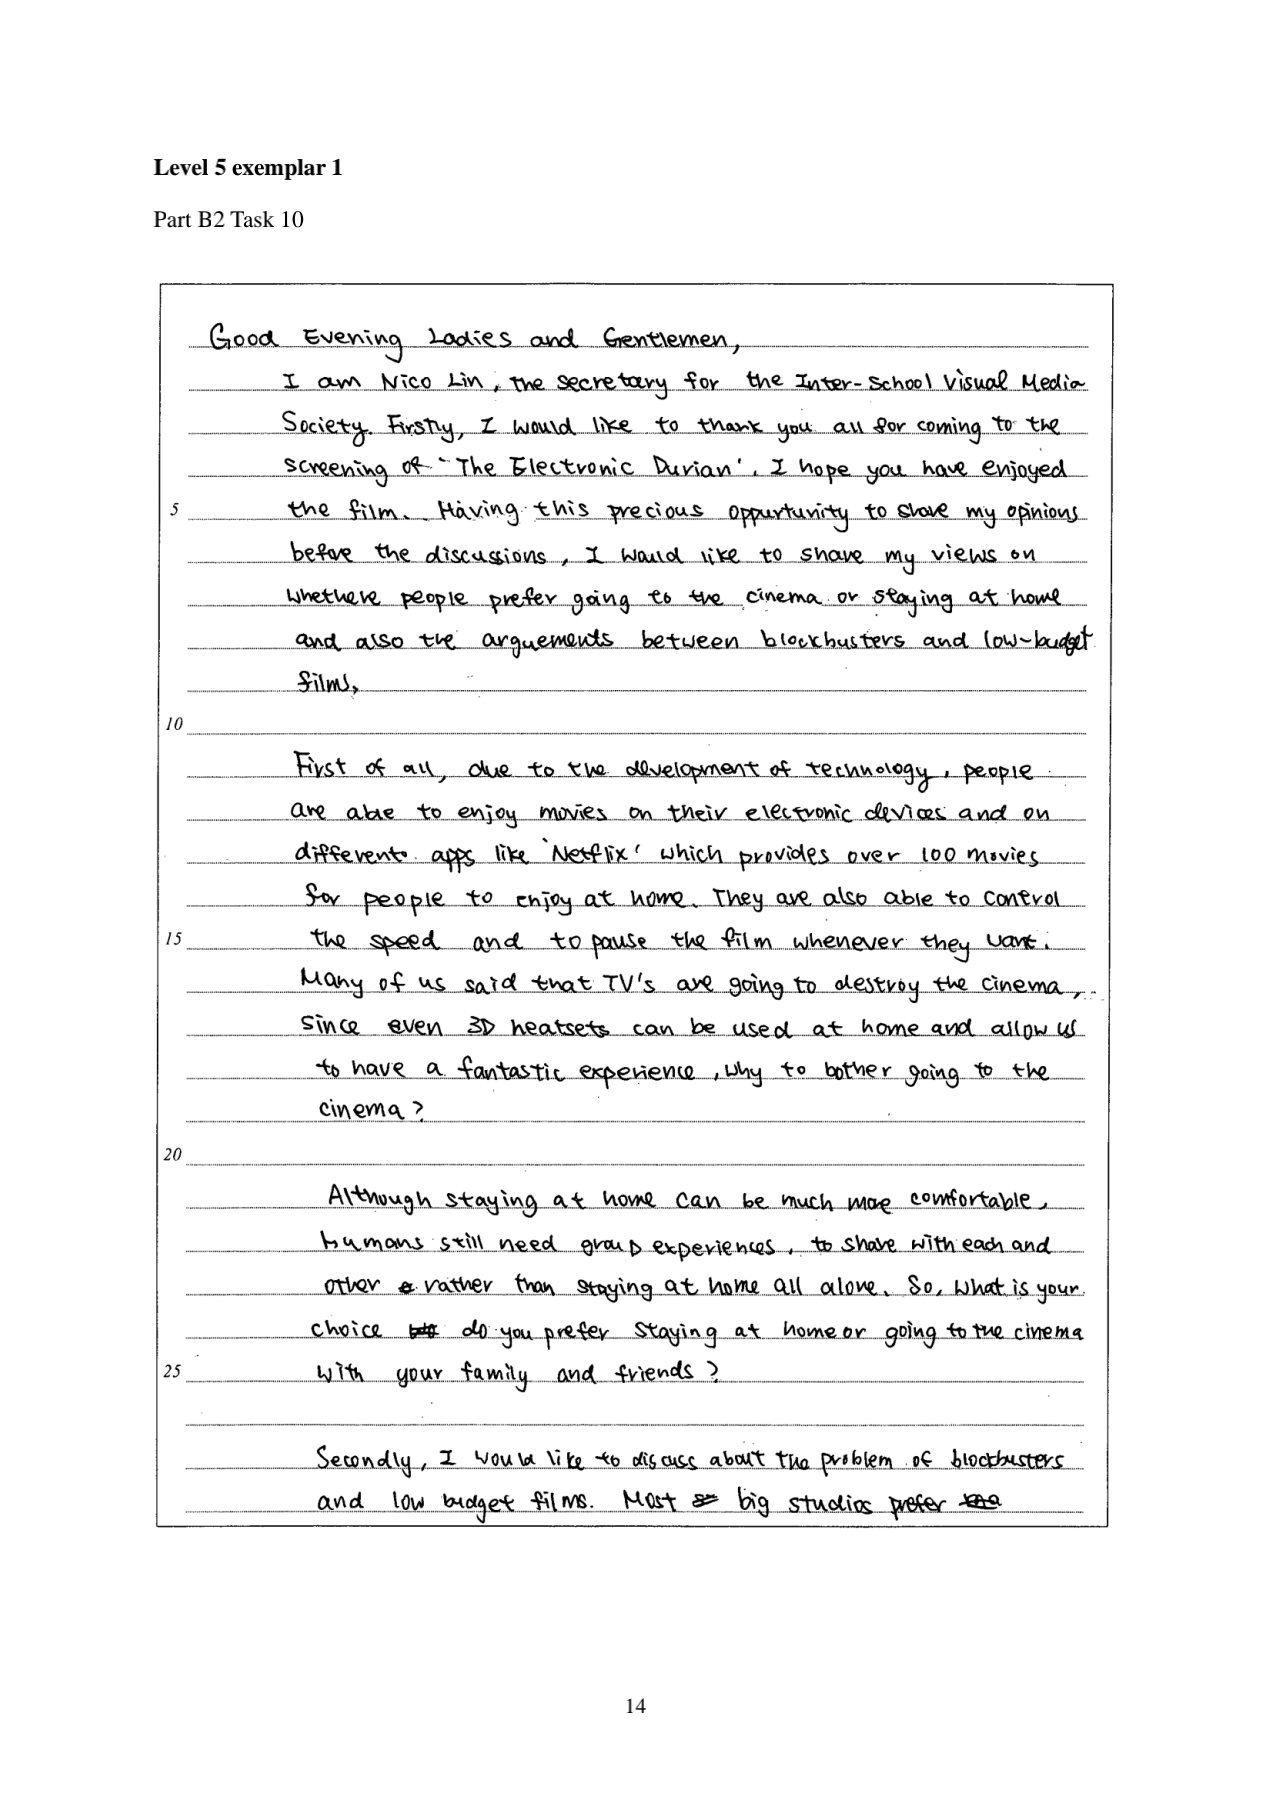 Level 5 exemplar 1
Part B2 Task 10
Good Evening Ladies and Gentlemen,
I am Nico Lin, the secretary for the Inter-School Visual Media
Society. Firstly, I would like to thank you all for coming to the
screening of 'The Electronic Durian'. I hope you have enjoyed
5 the film. Having this precious oppurtunity to share my opinions
before the discussions, I would like to share my views on
whethere people prefer going to the cinema or staying at home
and also the arguements between blockbusters and low-budget
films,
10
First of all, due to the development of technology, people
are able to enjoy movies on their electronic devices and on
different apps like 'Netflix' which provides over 100 movies
for people to enjoy at home. They are also able to control
15 the speed and to pause the film whenever they want.
Many of us said that TV's are going to destroy the cinema,
since even 3D heatsets can be used at home and allow us
to have a fantastic experience, why to bother going to the
cinema?
20
Although staying at home can be much more comfortable,
humans still need group experiences, to share with each and
other rather than staying at home all alone. So, what is your
choice do you prefer staying at home or going to the cinema
25 with your family and friends?
Secondly, I would like to discuss about the problem of blockbusters
and low budget films. Most big studios prefer
14